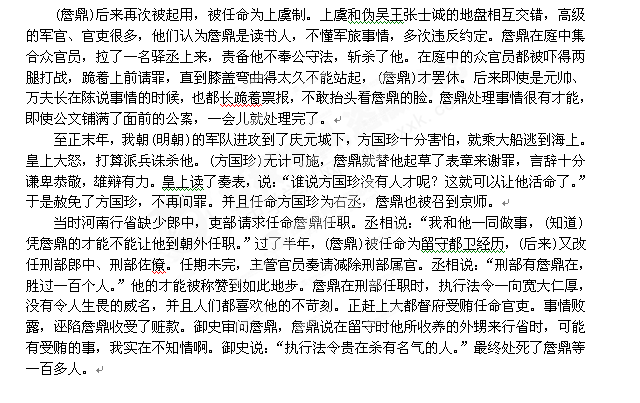 (詹鼎)后来再次被起用，被任命为上虞制。上虞和伪吴王张士诚的地盘相互交错，高级
的军官、官吏很多，他们认为詹鼎是读书人，不懂军旅事情，多次违反约定。詹鼎在庭中集
合众官员，拉了一名驿丞上来，责备他不奉公守法，斩杀了他。在庭中的众官员都被吓得两
腿打战，跪着上前请罪，直到膝盖弯曲得太久不能站起，(詹鼎)才罢休。后来即使是元帅、
万夫长在陈说事情的时候，也都长跪着禀报，不敢抬头看詹鼎的脸。詹鼎处理事情很有才能，
即使公文铺满了面前的公案，一会儿就处理完了。
至正末年，我朝(明朝)的军队进攻到了庆元城下，方国珍十分害怕，就乘大船逃到海上。
皇上大怒，打算派兵诛杀他。(方国珍)无计可施，詹鼎就替他起草了表章来谢罪，言辞十分
谦卑恭敬，雄辩有力。皇上读了奏表，说：“谁说方国珍没有人才呢？这就可以让他活命了。”
于是赦免了方国珍，不再问罪。并且任命方国珍为右丞，詹鼎也被召到京师。
当时河南行省缺少郎中，吏部请求任命詹鼎任职。丞相说：“我和他一同做事，(知道)
凭詹鼎的才能不能让他到朝外任职。”过了半年，(詹鼎)被任命为留守都卫经历，(后来)又改
任刑部郎中、刑部佐僚。任期未完，主管官员奏请减除刑部属官。丞相说：“刑部有詹鼎在，
胜过一百个人。”他的才能被称赞到如此地步。詹鼎在刑部任职时，执行法令一向宽大仁厚，
没有令人生畏的威名，并且人们都喜欢他的不苛刻。正赶上大都督府受贿任命官吏。事情败
露，诬陷詹鼎收受了赃款。御史审问詹鼎，詹鼎说在留守时他所收养的外甥来行省时，可能
有受贿的事，我实在不知情啊。御史说：“执行法令贵在杀有名气的人。”最终处死了詹鼎等
一百多人。